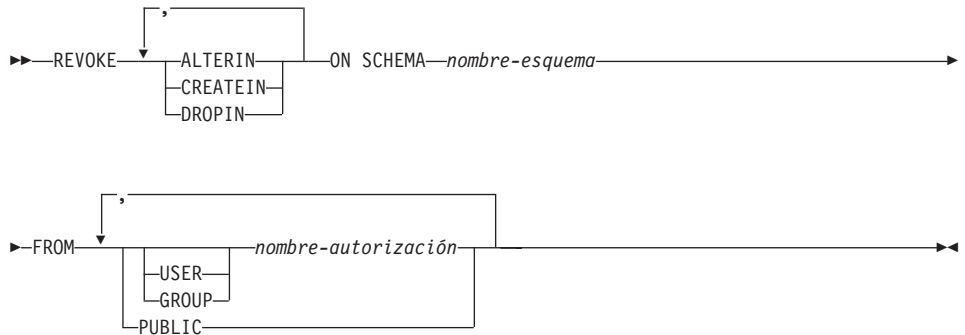 ,
REVOKE ALTERIN ON SCHEMA nombre-esquema
CREATEIN
DROPIN
,
FROM nombre-autorización
USER
GROUP
PUBLIC